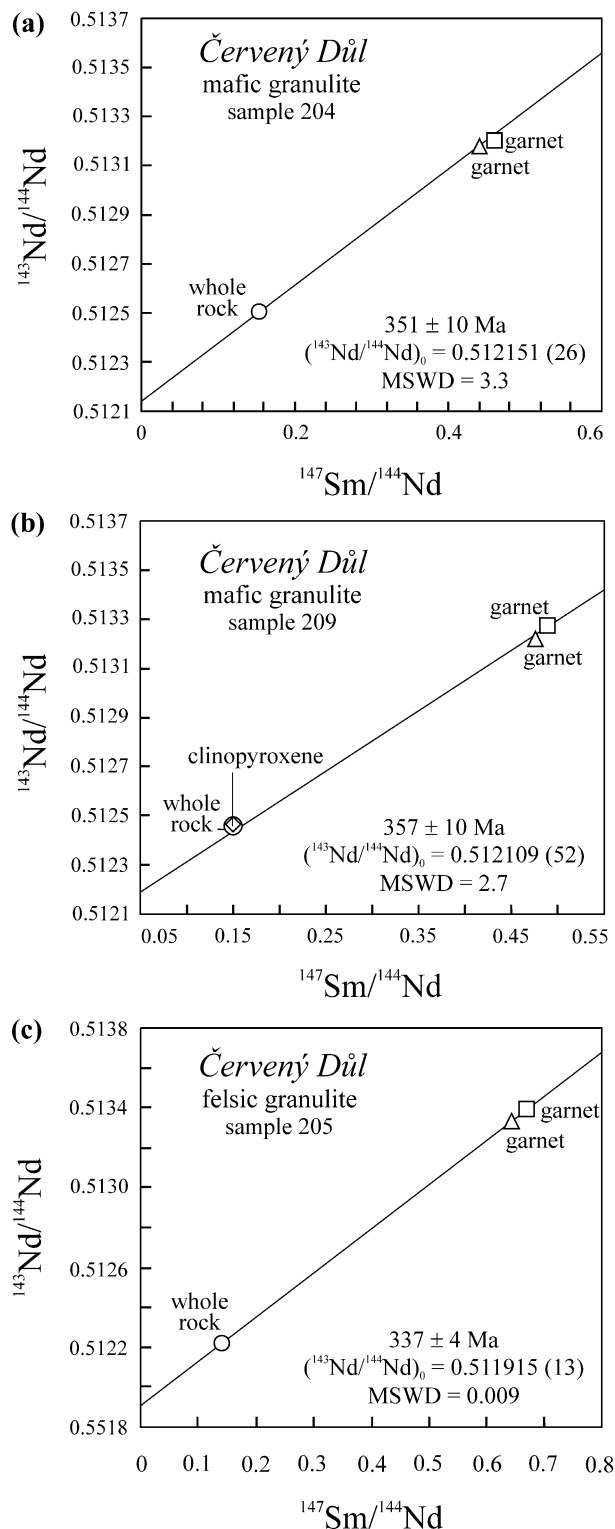 (a)
0.5137
0.5135
0.5133
0.5131
0.5129
0.5127
0.5125
0.5123
0.5121
¹⁴³Nd/¹⁴⁴Nd
Červený Důl
mafic granulite
sample 204
garnet
garnet
whole
rock
351 ± 10 Ma
(¹⁴³Nd/¹⁴⁴Nd)₀ = 0.512151 (26)
MSWD = 3.3
0 0.2 0.4 0.6
¹⁴⁷Sm/¹⁴⁴Nd
(b)
0.5137
0.5135
0.5133
0.5131
0.5129
0.5127
0.5125
0.5123
0.5121
¹⁴³Nd/¹⁴⁴Nd
Červený Důl
mafic granulite
sample 209
garnet
garnet
clinopyroxene
whole
rock
357 ± 10 Ma
(¹⁴³Nd/¹⁴⁴Nd)₀ = 0.512109 (52)
MSWD = 2.7
0.05 0.15 0.25 0.35 0.45 0.55
¹⁴⁷Sm/¹⁴⁴Nd
(c)
0.5138
0.5134
0.5130
0.5126
0.5122
0.5518
¹⁴³Nd/¹⁴⁴Nd
Červený Důl
felsic granulite
sample 205
garnet
garnet
whole
rock
337 ± 4 Ma
(¹⁴³Nd/¹⁴⁴Nd)₀ = 0.511915 (13)
MSWD = 0.009
0 0.1 0.2 0.3 0.4 0.5 0.6 0.7 0.8
¹⁴⁷Sm/¹⁴⁴Nd